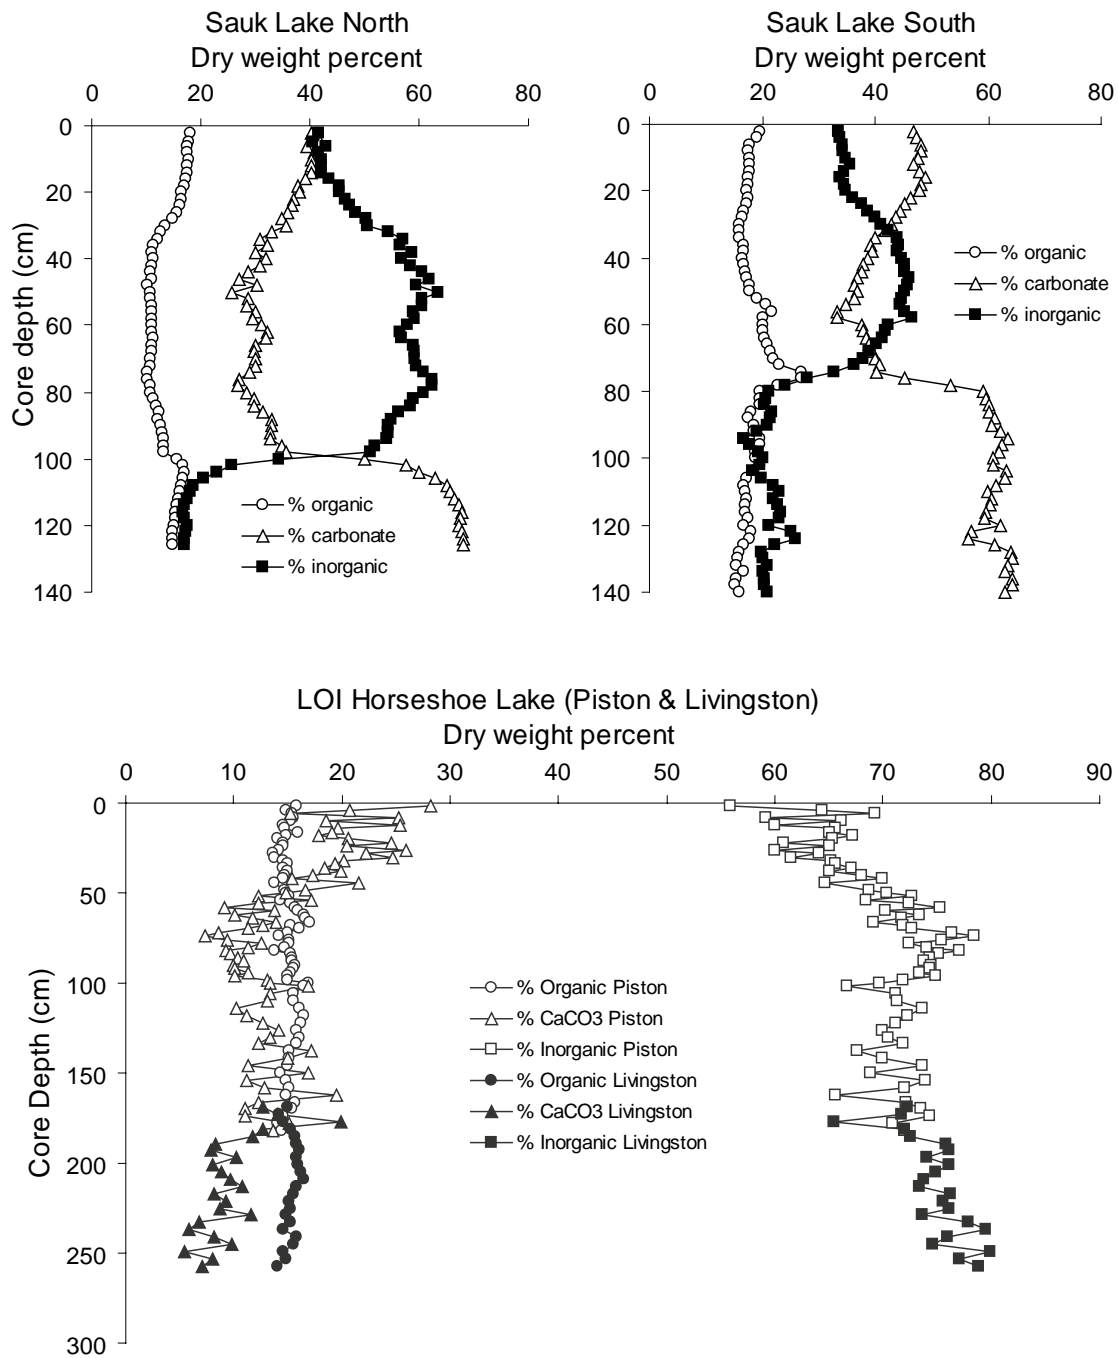 Sauk Lake North
Dry weight percent
0 20 40 60 80
0
20
40
60
80
100
120
140
Core depth (cm)
% organic
% carbonate
% inorganic
Sauk Lake South
Dry weight percent
0 20 40 60 80
0
20
40
60
80
100
120
140
% organic
% carbonate
% inorganic
LOI Horseshoe Lake (Piston & Livingston)
Dry weight percent
0 10 20 30 40 50 60 70 80 90
0
50
100
150
200
250
300
Core Depth (cm)
% Organic Piston
% CaCO3 Piston
% Inorganic Piston
% Organic Livingston
% CaCO3 Livingston
% Inorganic Livingston